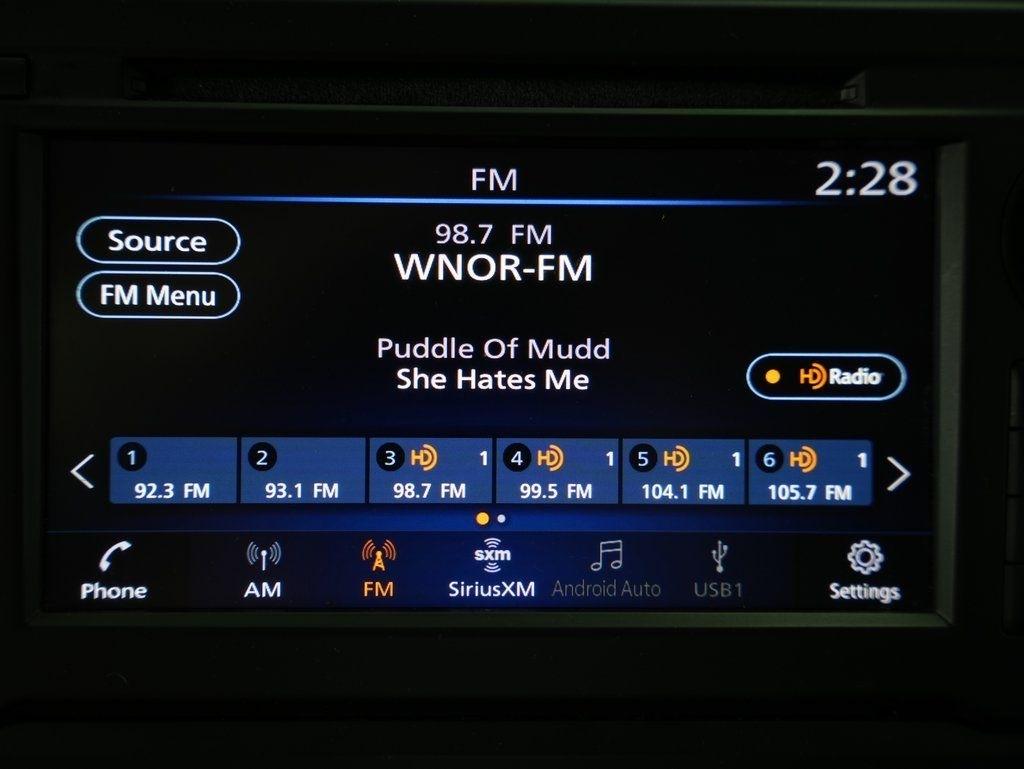 FM
2:28
Source
FM Menu
98.7 FM
WNOR-FM
Puddle Of Mudd
She Hates Me
HD Radio
1
92.3 FM
2
93.1 FM
3 HD 1
98.7 FM
4 HD 1
99.5 FM
5 HD 1
104.1 FM
6 HD 1
105.7 FM
Phone
AM
FM
sxm
SiriusXM
Android Auto
USB1
Settings